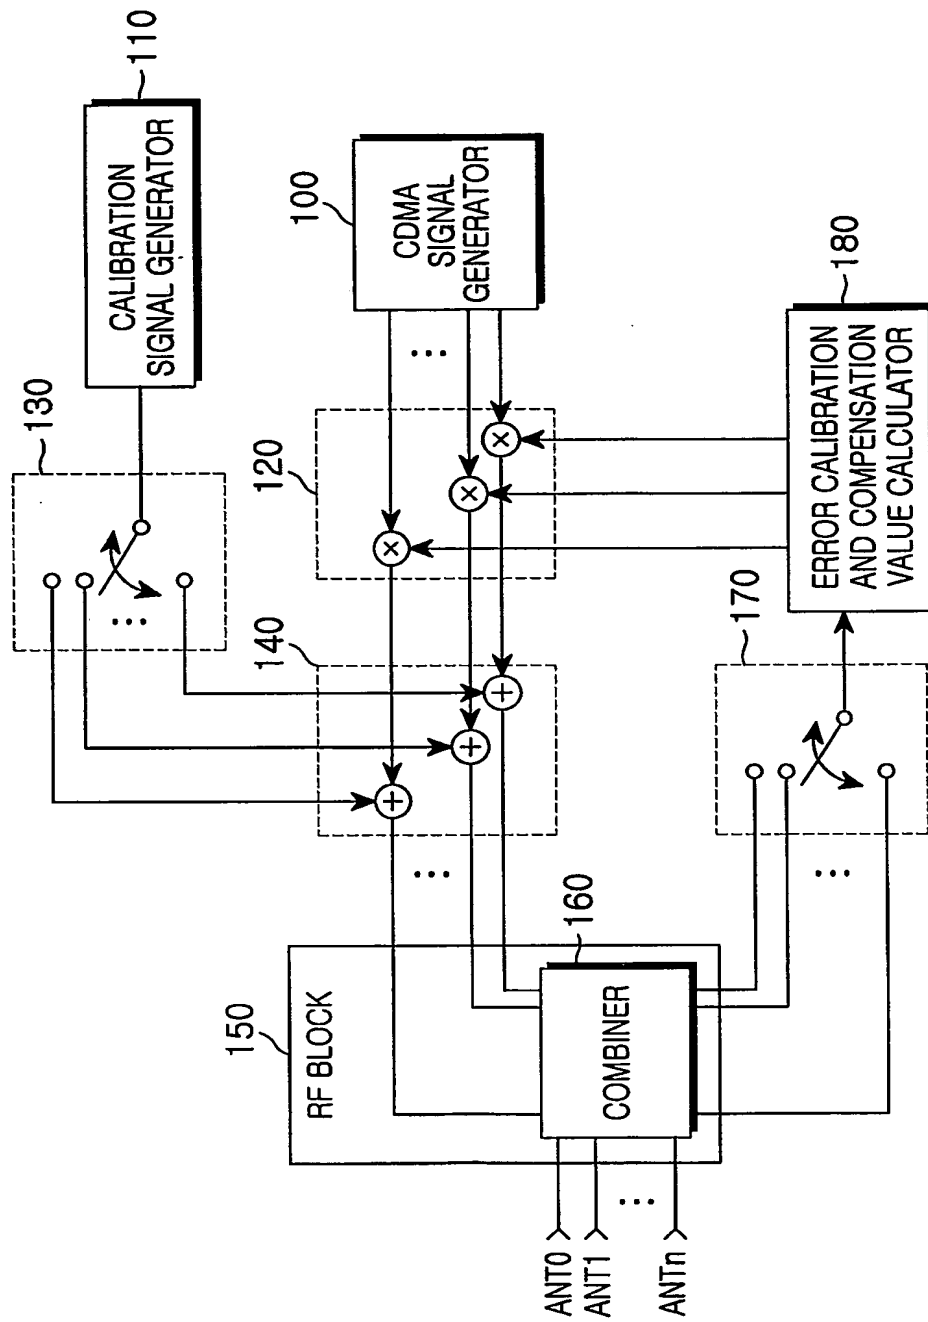 110
CALIBRATION
SIGNAL GENERATOR
130
...
100
CDMA
SIGNAL
GENERATOR
...
120
×
×
×
140
+
+
+
...
180
ERROR CALIBRATION
AND COMPENSATION
VALUE CALCULATOR
170
...
...
150
RF BLOCK
160
COMBINER
ANT0
ANT1
...
ANTn